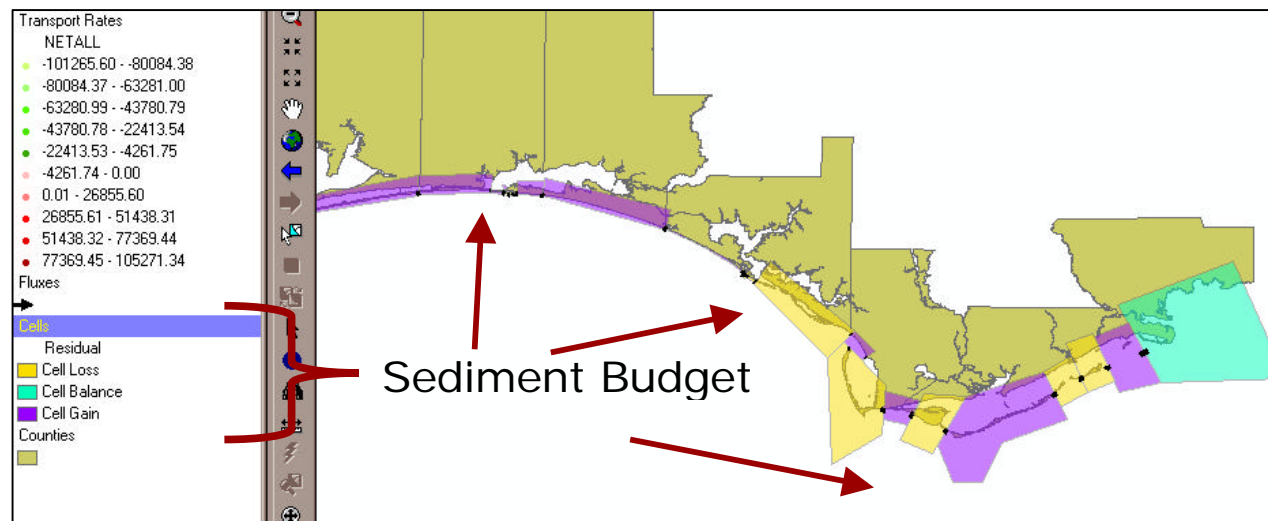 Transport Rates
NETALL
-101265.60 - -80084.38
-80084.37 - -63281.00
-63280.99 - -43780.79
-43780.78 - -22413.54
-22413.53 - -4261.75
-4261.74 - 0.00
0.01 - 26855.60
26855.61 - 51438.31
51438.32 - 77369.44
77369.45 - 105271.34
Fluxes
Cells
Residual
Cell Loss
Cell Balance
Cell Gain
Counties
Sediment Budget